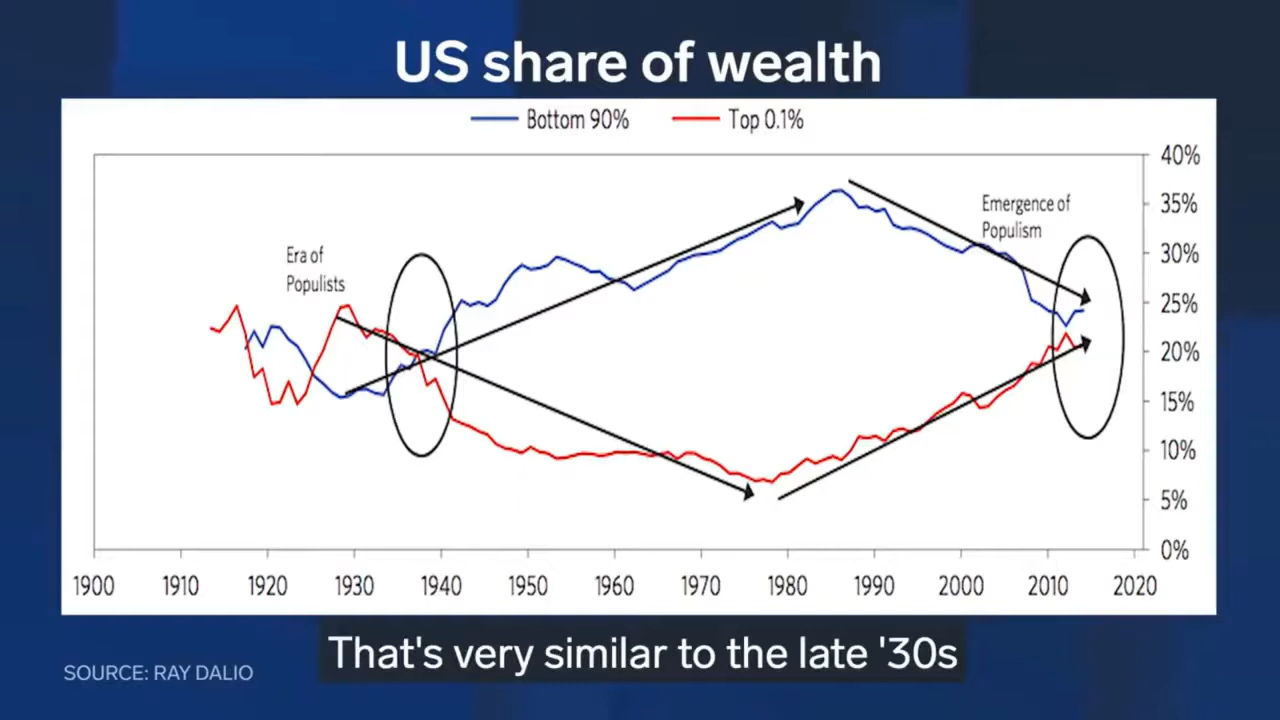 US share of wealth
Bottom 90% Top 0.1%
40%
35%
30%
25%
20%
15%
10%
5%
0%
Era of
Populists
Emergence of
Populism
1900 1910 1920 1930 1940 1950 1960 1970 1980 1990 2000 2010 2020
That's very similar to the late '30s
SOURCE: RAY DALIO